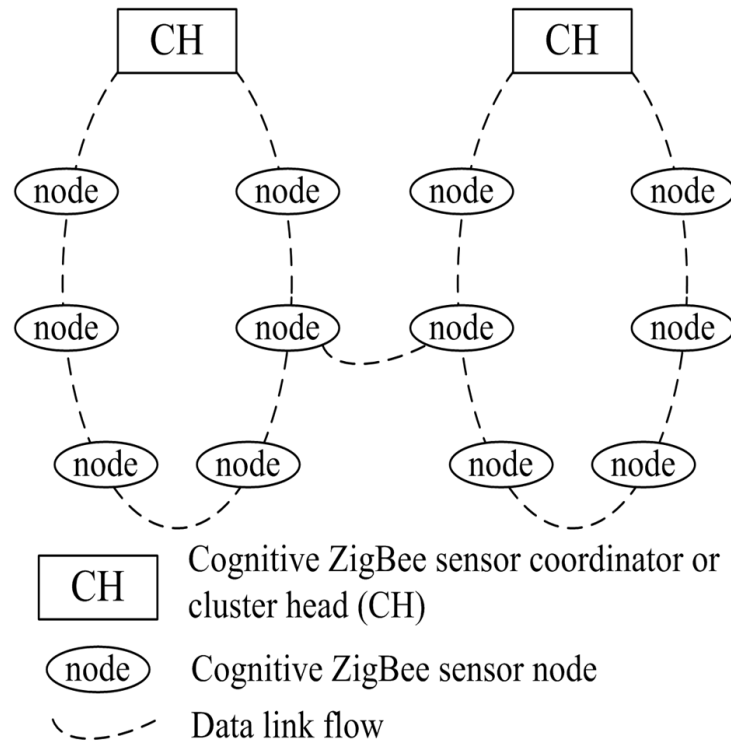 CH CH
node node node node
node node node node
node node node node
CH Cognitive ZigBee sensor coordinator or
cluster head (CH)
node Cognitive ZigBee sensor node
Data link flow